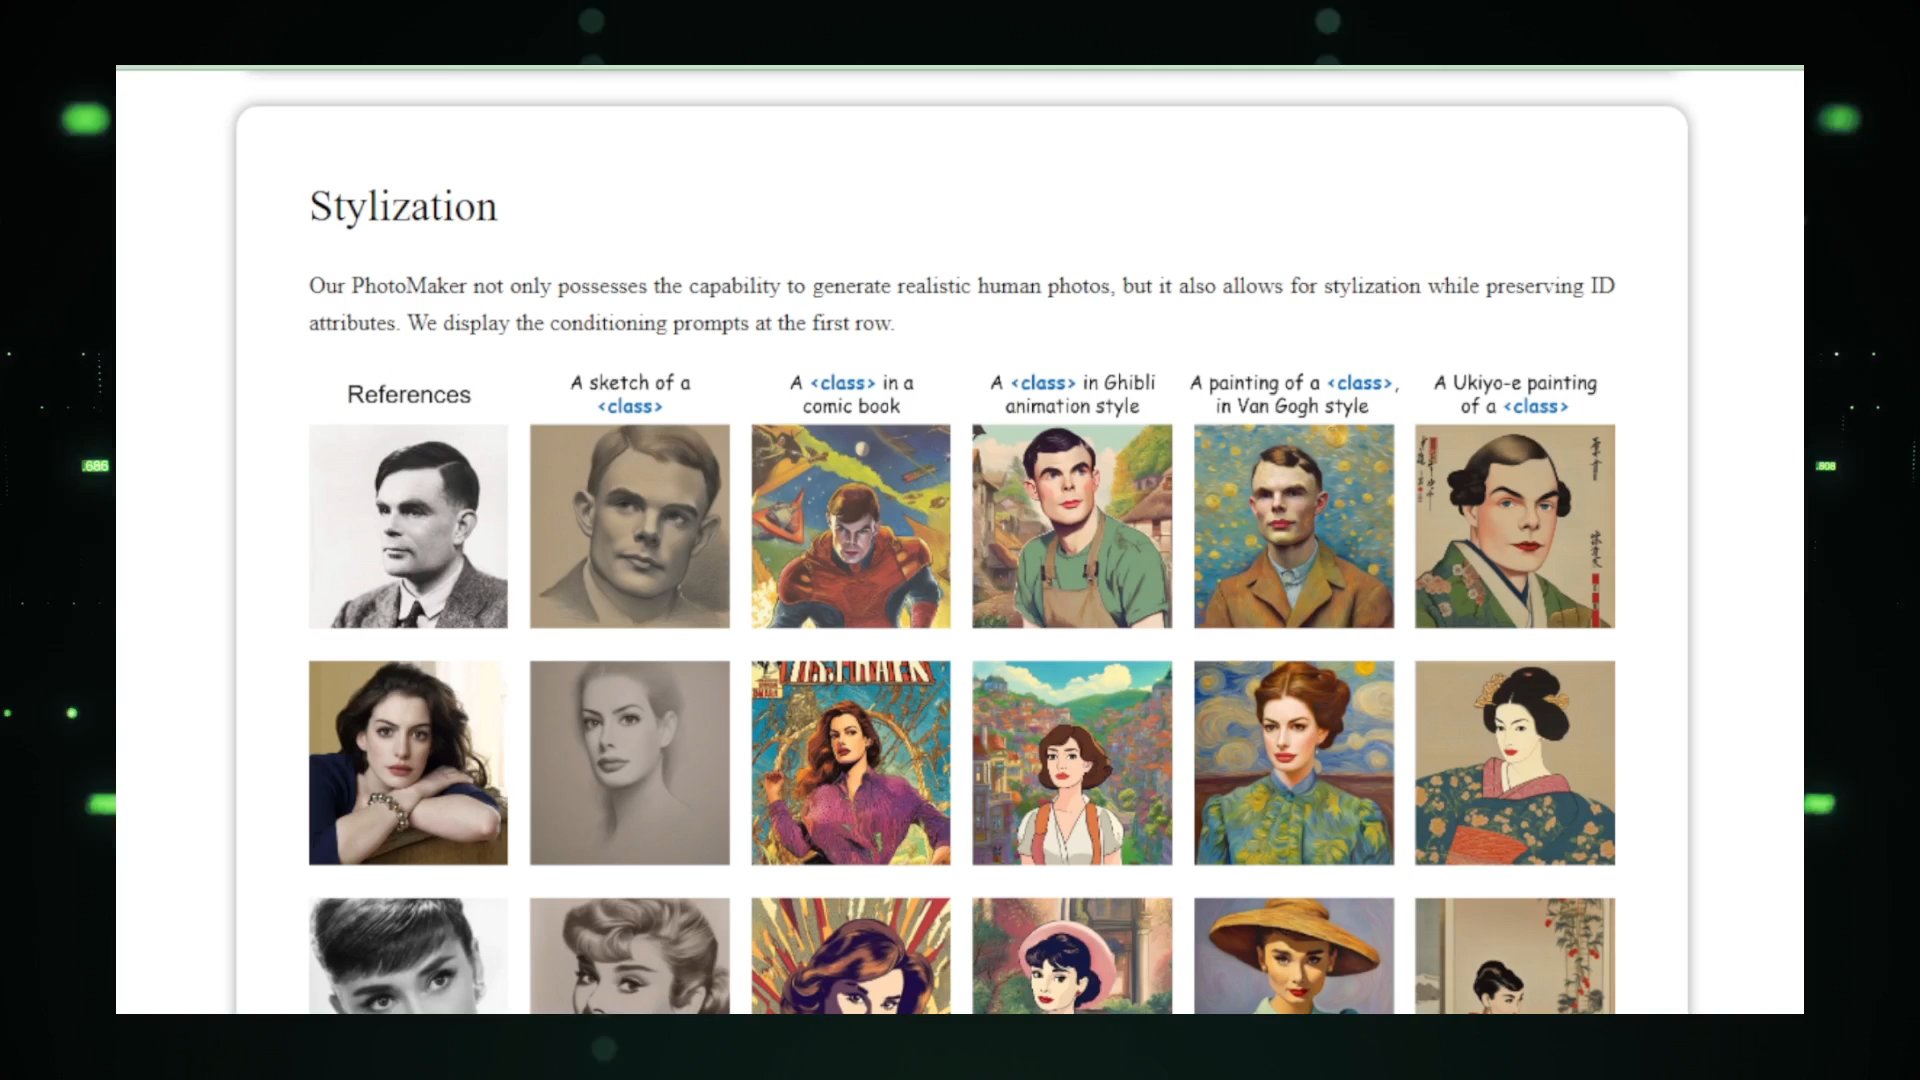 Stylization
Our PhotoMaker not only possesses the capability to generate realistic human photos, but it also allows for stylization while preserving ID
attributes. We display the conditioning prompts at the first row.
References
A sketch of a
<class>
A <class> in a
comic book
A <class> in Ghibli
animation style
A painting of a <class>,
in Van Gogh style
A Ukiyo-e painting
of a <class>
.686
.808